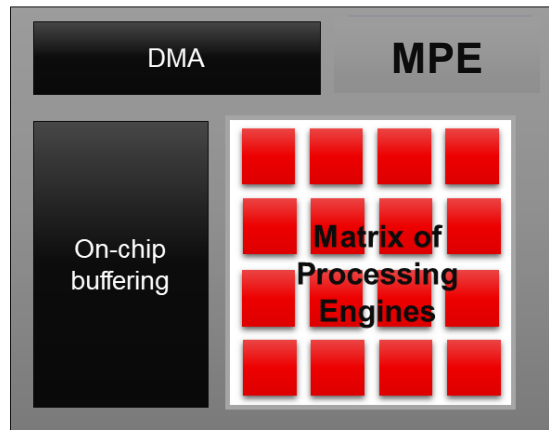 DMA
MPE
On-chip
buffering
Matrix of
Processing
Engines